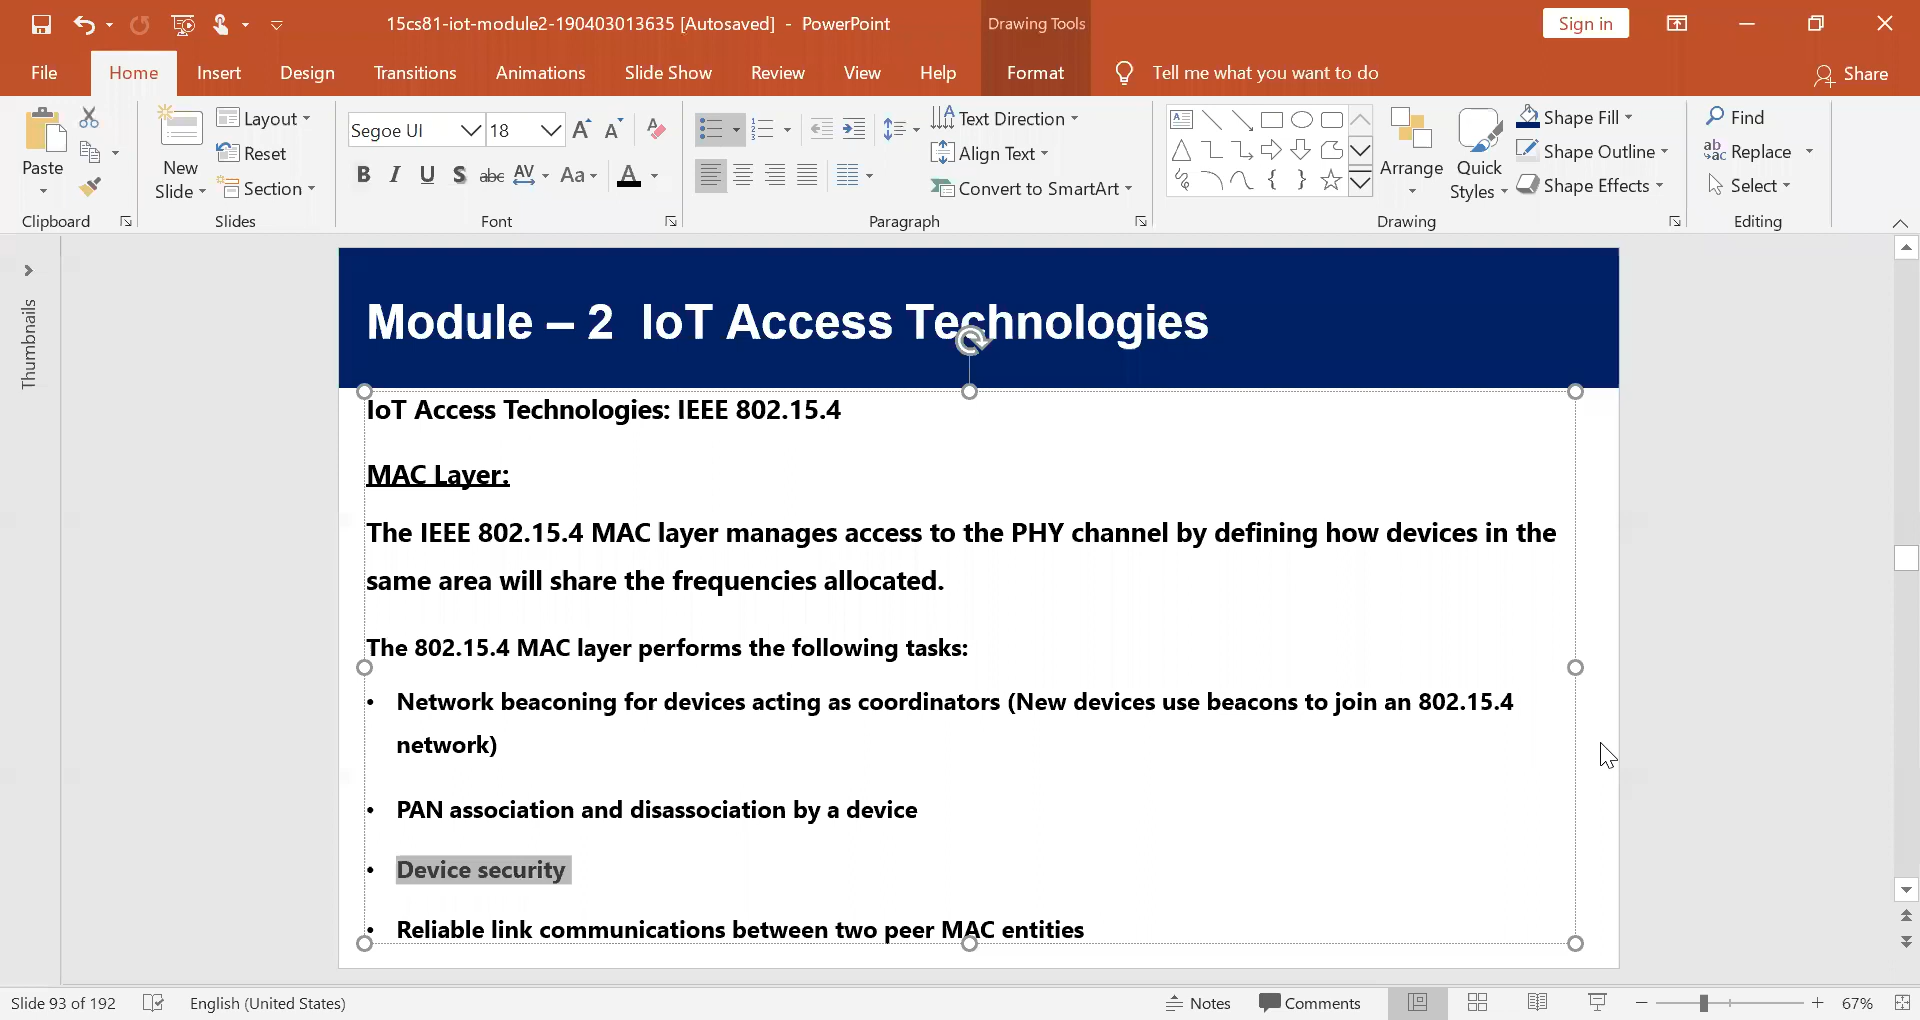 15cs81-iot-module2-190403013635 [Autosaved] - PowerPoint
Drawing Tools
Sign in
File Home Insert Design Transitions Animations Slide Show Review View Help Format Tell me what you want to do Share
Paste
Clipboard
New Slide
Layout
Reset
Section
Slides
Segoe UI 18
B I U S abc AV Aa A
Font
Text Direction
Align Text
Convert to SmartArt
Paragraph
Arrange
Quick Styles
Shape Fill
Shape Outline
Shape Effects
Drawing
Find
Replace
Select
Editing
Thumbnails
Module – 2 IoT Access Technologies
IoT Access Technologies: IEEE 802.15.4
MAC Layer:
The IEEE 802.15.4 MAC layer manages access to the PHY channel by defining how devices in the
same area will share the frequencies allocated.
The 802.15.4 MAC layer performs the following tasks:
• Network beaconing for devices acting as coordinators (New devices use beacons to join an 802.15.4
network)
• PAN association and disassociation by a device
• Device security
• Reliable link communications between two peer MAC entities
Slide 93 of 192 English (United States) Notes Comments 67%